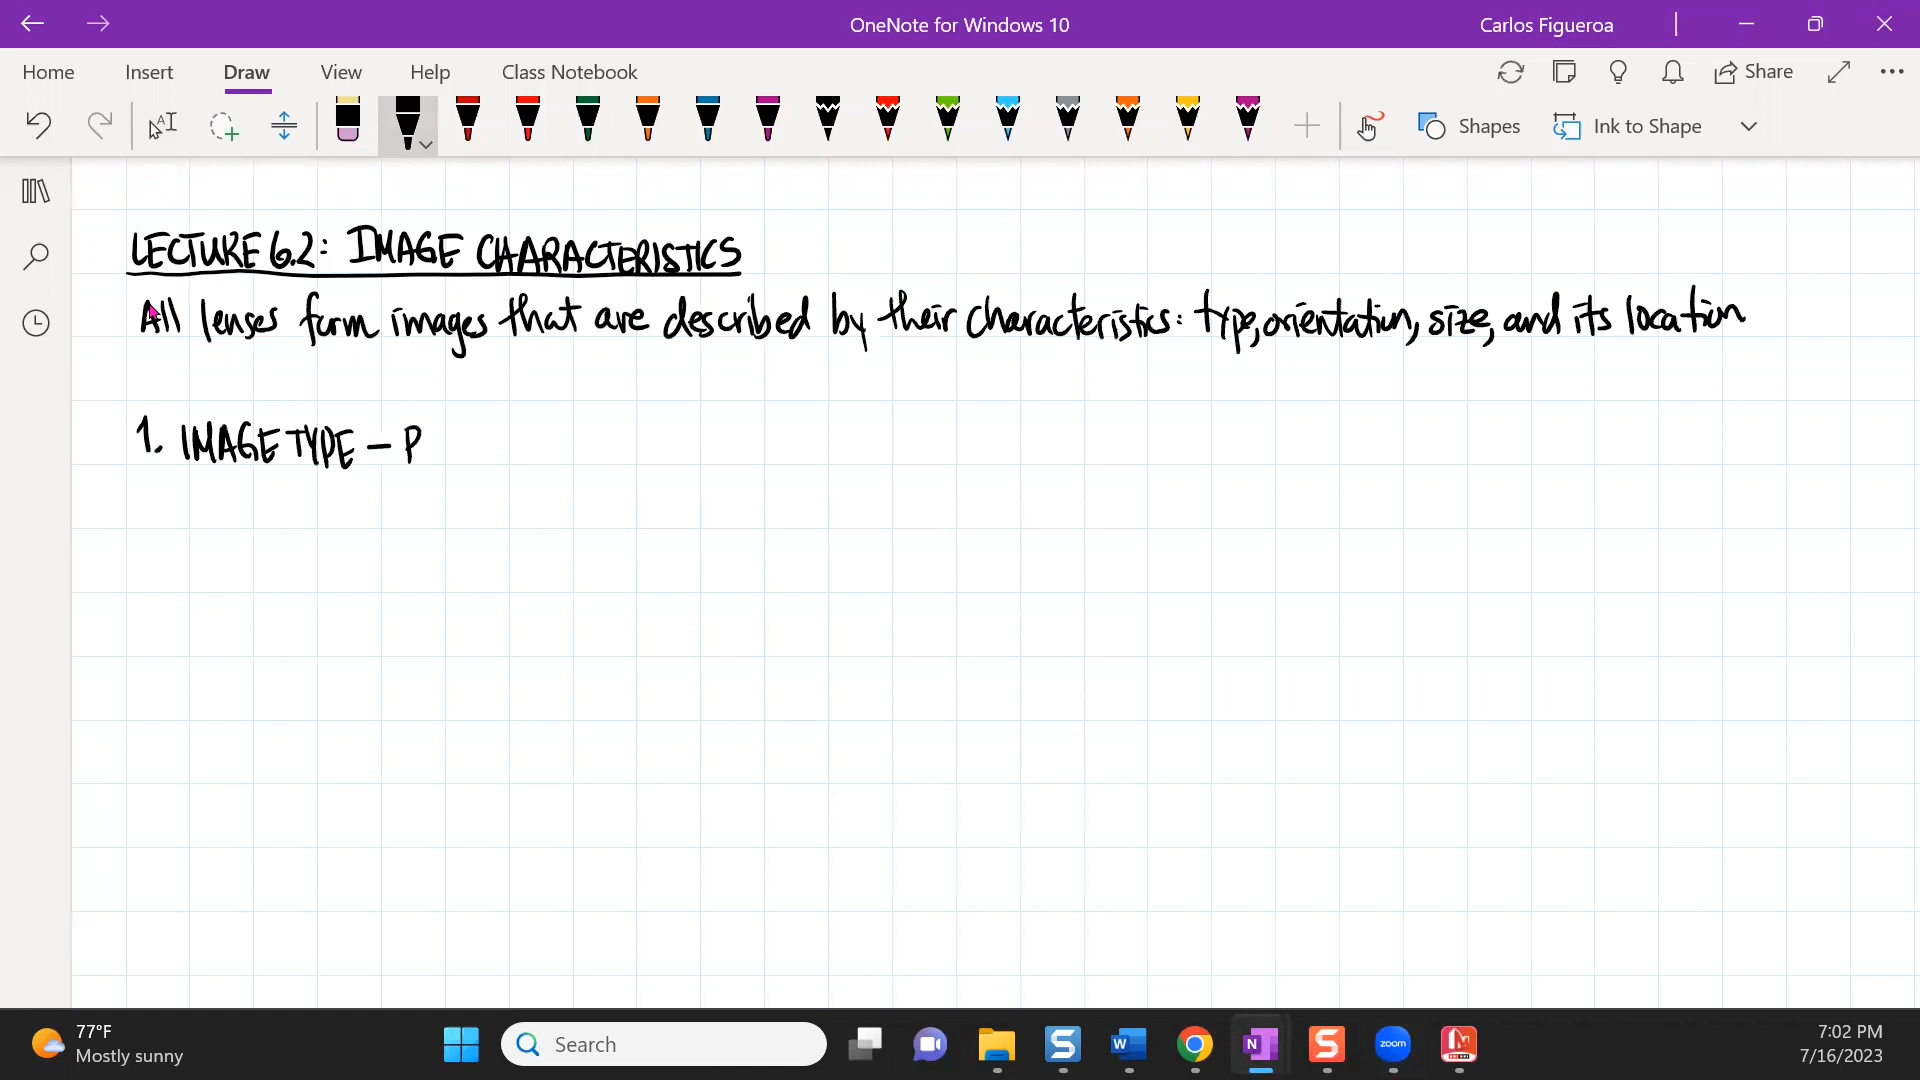 OneNote for Windows 10
Carlos Figueroa
Home Insert Draw View Help Class Notebook Share
Shapes Ink to Shape
LECTURE 6.2: IMAGE CHARACTERISTICS
All lenses form images that are described by their characteristics: type, orientation, size, and its location
1. IMAGE TYPE — P
77°F
Mostly sunny
Search
zoom
7:02 PM
7/16/2023